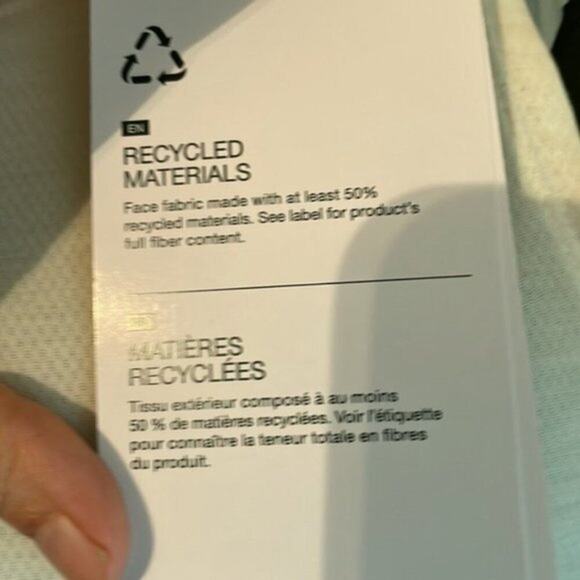 EN
RECYCLED
MATERIALS
Face fabric made with at least 50%
recycled materials. See label for product's
full fiber content.
MATIÈRES
RECYCLÉES
Tissu extérieur composé à au moins
50 % de matières recyclées. Voir l'étiquette
pour connaître la teneur totale en fibres
du produit.